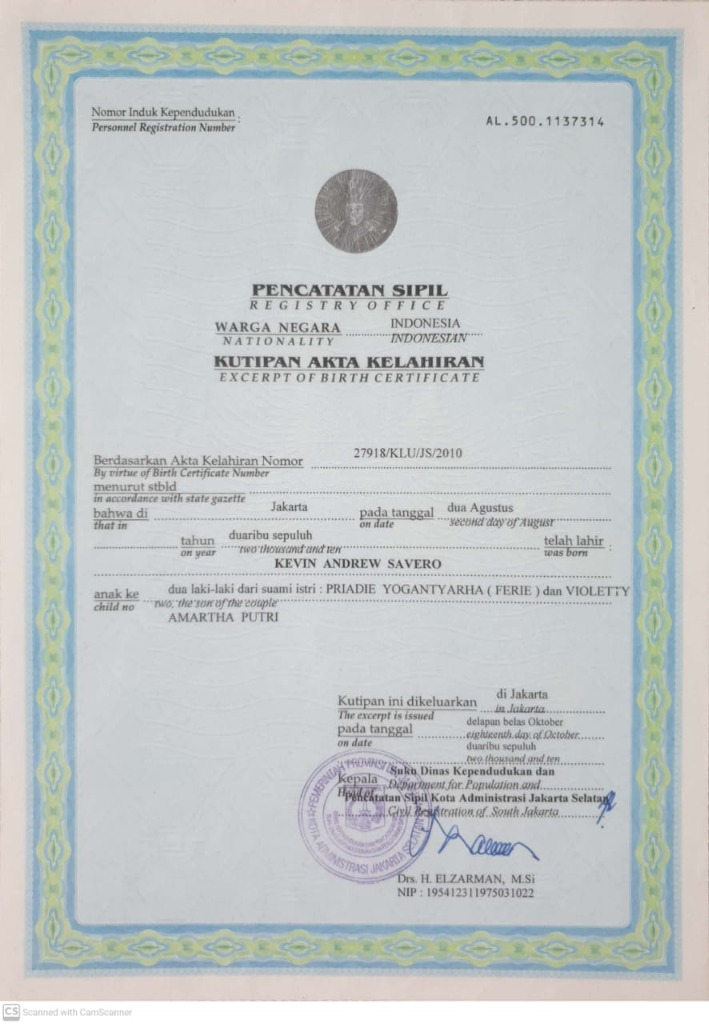 Nomor Induk Kependudukan :
Personnel Registration Number
AL.500.1137314
PENCATATAN SIPIL
REGISTRY OFFICE
WARGA NEGARA INDONESIA
NATIONALITY INDONESIAN
KUTIPAN AKTA KELAHIRAN
EXCERPT OF BIRTH CERTIFICATE
Berdasarkan Akta Kelahiran Nomor 27918/KLU/JS/2010
By virtue of Birth Certificate Number
menurut stbld
in accordance with state gazette
bahwa di Jakarta pada tanggal dua Agustus
that in on date second day of August
tahun duaribu sepuluh telah lahir :
on year two thousand and ten was born
KEVIN ANDREW SAVERO
anak ke dua laki-laki dari suami istri : PRIADIE YOGANTYARHA ( FERIE ) dan VIOLETTY
child no two, the son of the couple
AMARTHA PUTRI
Kutipan ini dikeluarkan di Jakarta
The excerpt is issued in Jakarta
pada tanggal delapan belas Oktober
on date eighteenth day of October
duaribu sepuluh
two thousand and ten
Kepala Suku Dinas Kependudukan dan
Head of Department for Population and
Pencatatan Sipil Kota Administrasi Jakarta Selatan
Civil Registration of South Jakarta
PEMERINTAH PROVINSI
KOTA ADMINISTRASI JAKARTA SELATAN
Drs. H. ELZARMAN, M.Si
NIP : 195412311975031022
CS Scanned with CamScanner